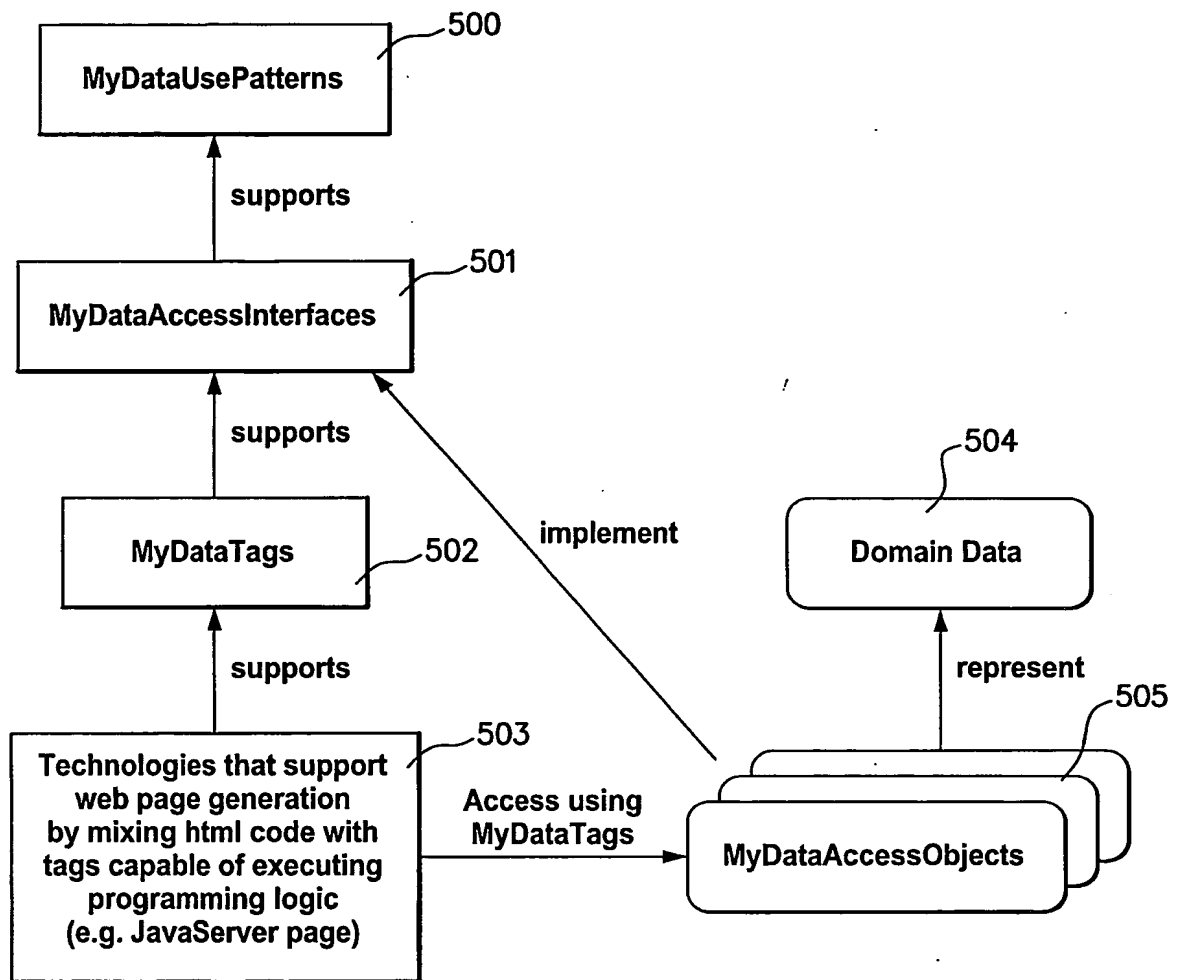 500
MyDataUsePatterns
supports
501
MyDataAccessInterfaces
supports
504
implement
MyDataTags
502
Domain Data
supports
represent
505
503
Technologies that support
web page generation
by mixing html code with
tags capable of executing
programming logic
(e.g. JavaServer page)
Access using
MyDataTags
MyDataAccessObjects